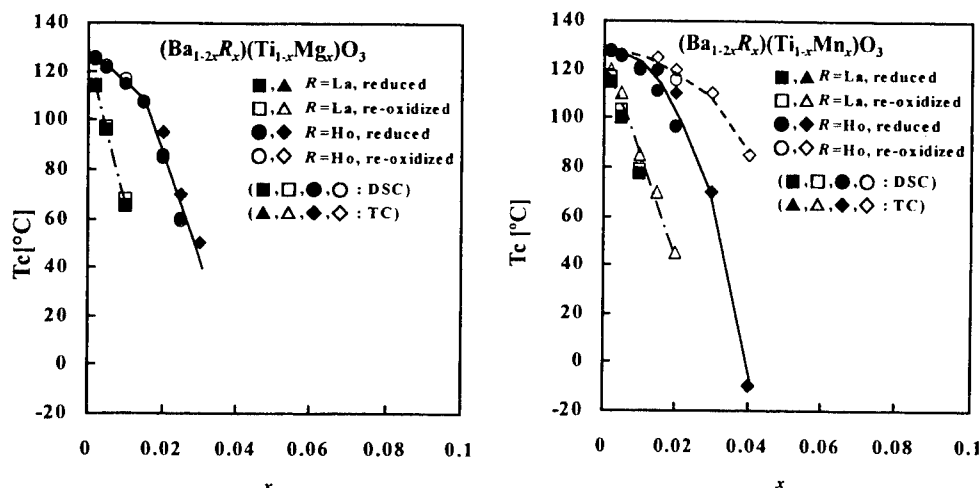 140
120
100
80
60
40
20
0
-20
Tc[°C]
(Ba1-2xRx)(Ti1-xMgx)O3
■,▲ R=La, reduced
□,△ R=La, re-oxidized
●,◆ R=Ho, reduced
○,◇ R=Ho, re-oxidized
(■,□,●,○: DSC)
(▲,△,◆,◇: TC)
0 0.02 0.04 0.06 0.08 0.1
140
120
100
80
60
40
20
0
-20
Tc [°C]
(Ba1-2xRx)(Ti1-xMnx)O3
■,▲ R=La, reduced
□,△ R=La, re-oxidized
●,◆ R=Ho, reduced
○,◇ R=Ho, re-oxidized
(■,□,●,○: DSC)
(▲,△,◆,◇: TC)
0 0.02 0.04 0.06 0.08 0.1
x